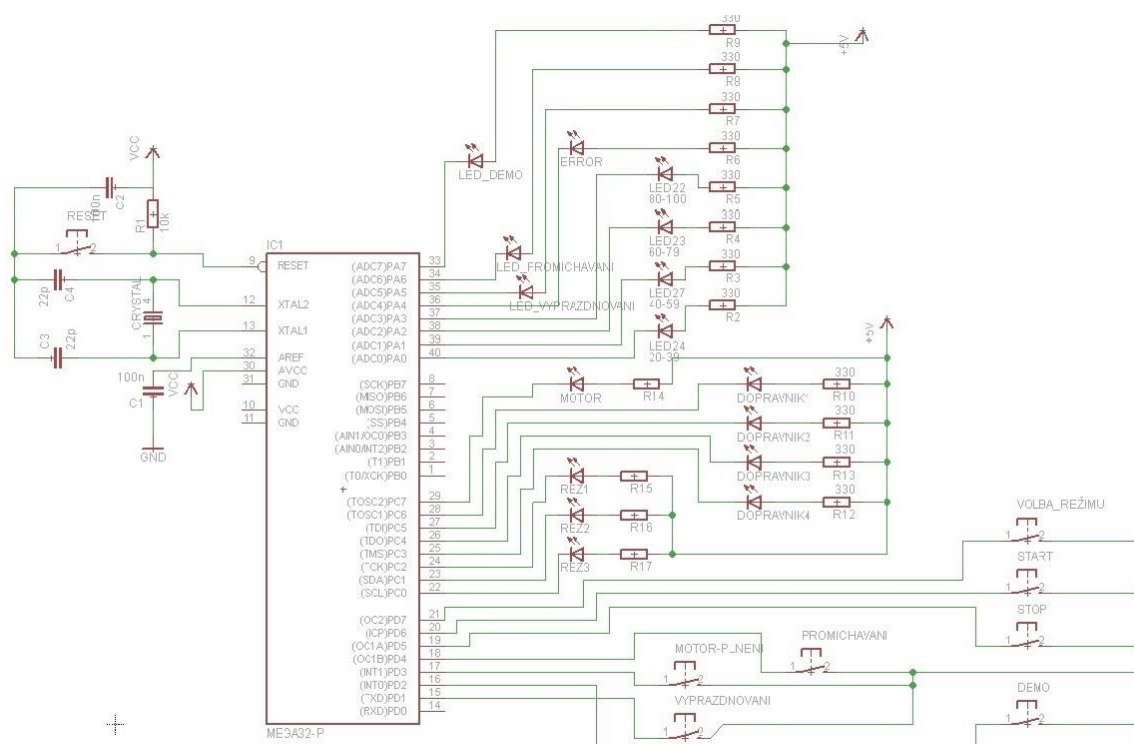 330
R9
+5V
330
R8
330
R7
330
R6
330
R5
R4
330
R3
330
R2
LED_DEMO
ERROR
LED22
80-100
LED23
60-79
LED27
40-59
LED24
20-39
LED_FROMICHAVANI
LED_VYPRAZDNOVANI
VCC
C2
R1
10k
RESET
1 2
22p
C4
CRYSTAL
4
1
C3
22p
100n
C1
VCC
GND
IC1
9 RESET
12 XTAL2
13 XTAL1
32 AREF
30 AVCC
31 GND
10 VCC
11 GND
(ADC7)PA7 33
(ADC6)PA6 34
(ADC5)PA5 35
(ADC4)PA4 36
(ADC3)PA3 37
(ADC2)PA2 38
(ADC1)PA1 39
(ADC0)PA0 40
(SCK)PB7 8
(MISO)PB6 7
(MOSI)PB5 6
(SS)PB4 5
(AIN1/OC0)PB3 4
(AIN0/INT2)PB2 3
(T1)PB1 2
(T0/XCK)PB0 1
(TOSC2)PC7 29
(TOSC1)PC6 28
(TDI)PC5 27
(TDO)PC4 26
(TMS)PC3 25
(TCK)PC2 24
(SDA)PC1 23
(SCL)PC0 22
(OC2)PD7 21
(ICP)PD6 20
(OC1A)PD5 19
(OC1B)PD4 18
(INT1)PD3 17
(INT0)PD2 16
(TXD)PD1 15
(RXD)PD0 14
MEGA32-P
+5V
MOTOR
R14
DOPRAVNIK1
330
R10
DOPRAVNIK2
330
R11
DOPRAVNIK3
330
R13
DOPRAVNIK4
330
R12
REZ1
R15
REZ2
R16
REZ3
R17
VOLBA_REŽIMU
1 2
START
1 2
STOP
1 2
PROMICHAVANI
1 2
MOTOR-P_NENI
1 2
VYPRAZDNOVANI
1 2
DEMO
1 2